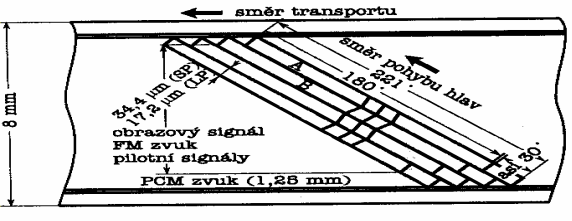 směr transportu
směr pohybu hlav
221°
180°
A
B
30°
8 mm
34,4 µm (SP)
17,2 µm (LP)
obrazový signál
FM zvuk
pilotní signály
PCM zvuk (1,25 mm)